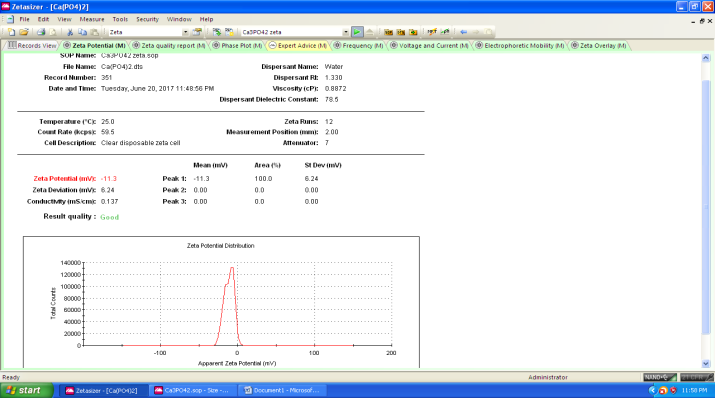 Zetasizer - [Ca(PO4)2]
File Edit View Measure Tools Security Window Help
Zeta Ca3PO42 zeta
Records View Zeta Potential (M) Zeta quality report (M) Phase Plot (M) Expert Advice (M) Frequency (M) Voltage and Current (M) Electrophoretic Mobility (M) Zeta Overlay (M)
SOP Name: Ca3PO42 zeta.sop
File Name: Ca(PO4)2.dts Dispersant Name: Water
Record Number: 351 Dispersant RI: 1.330
Date and Time: Tuesday, June 20, 2017 11:48:56 PM Viscosity (cP): 0.8872
Dispersant Dielectric Constant: 78.5
Temperature (°C): 25.0 Zeta Runs: 12
Count Rate (kcps): 59.5 Measurement Position (mm): 2.00
Cell Description: Clear disposable zeta cell Attenuator: 7
Mean (mV) Area (%) St Dev (mV)
Zeta Potential (mV): -11.3 Peak 1: -11.3 100.0 6.24
Zeta Deviation (mV): 6.24 Peak 2: 0.00 0.0 0.00
Conductivity (mS/cm): 0.137 Peak 3: 0.00 0.0 0.00
Result quality : Good
Zeta Potential Distribution
Total Counts
140000
120000
100000
80000
60000
40000
20000
0
-100 0 100 200
Apparent Zeta Potential (mV)
Ready Administrator
start Zetasizer - [Ca(PO4)2] Ca3PO42.sop - Size -... Document1 - Microsof... 11:50 PM